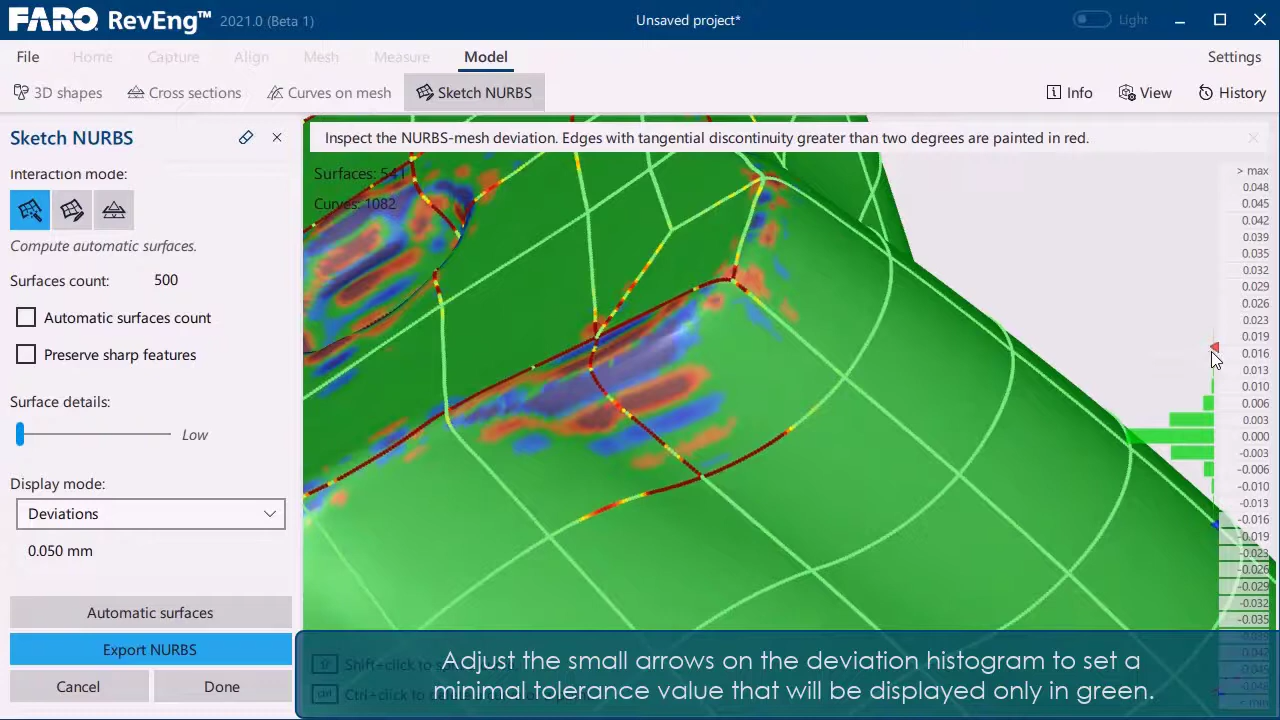 FARO RevEng™ 2021.0 (Beta 1)
Unsaved project*
Light
File Home Capture Align Mesh Measure Model Settings
3D shapes Cross sections Curves on mesh Sketch NURBS Info View History
Sketch NURBS
Interaction mode:
Compute automatic surfaces.
Surfaces count: 500
Automatic surfaces count
Preserve sharp features
Surface details:
Low
Display mode:
Deviations
0.050 mm
Automatic surfaces
Export NURBS
Cancel Done
Inspect the NURBS-mesh deviation. Edges with tangential discontinuity greater than two degrees are painted in red.
Surfaces: 541
Curves: 1082
> max
0.048
0.045
0.042
0.039
0.035
0.032
0.029
0.026
0.023
0.019
0.016
0.013
0.010
0.006
0.003
0.000
-0.003
-0.006
-0.010
-0.013
-0.016
-0.019
-0.023
-0.026
-0.029
-0.032
-0.035
Shift+click to
Ctrl+click to
Adjust the small arrows on the deviation histogram to set a
minimal tolerance value that will be displayed only in green.